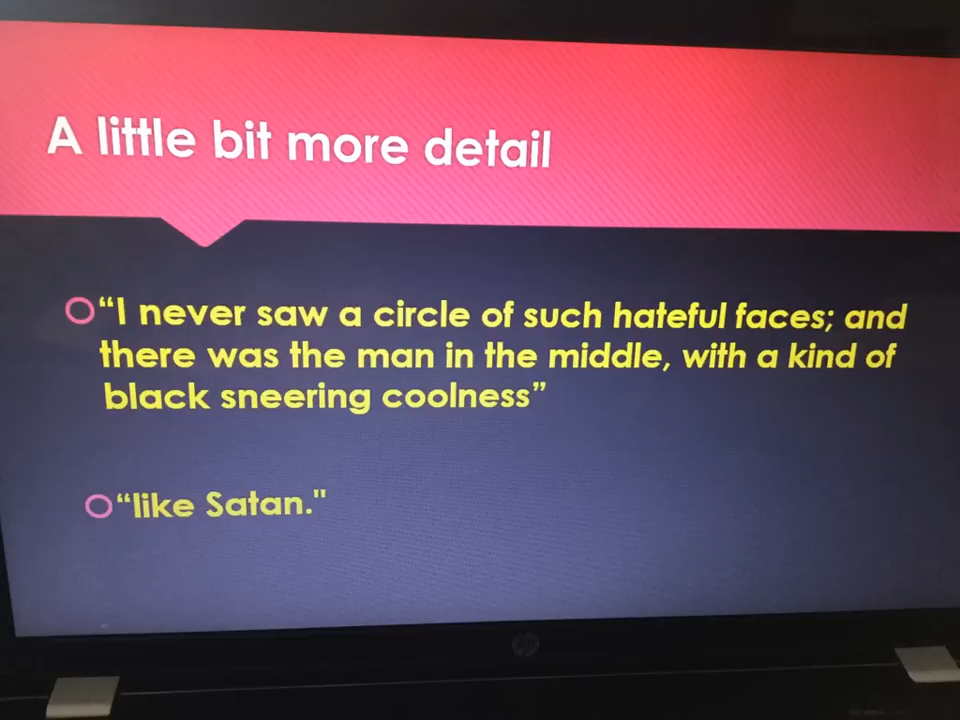 A little bit more detail
“I never saw a circle of such hateful faces; and
there was the man in the middle, with a kind of
black sneering coolness”
“like Satan."
hp